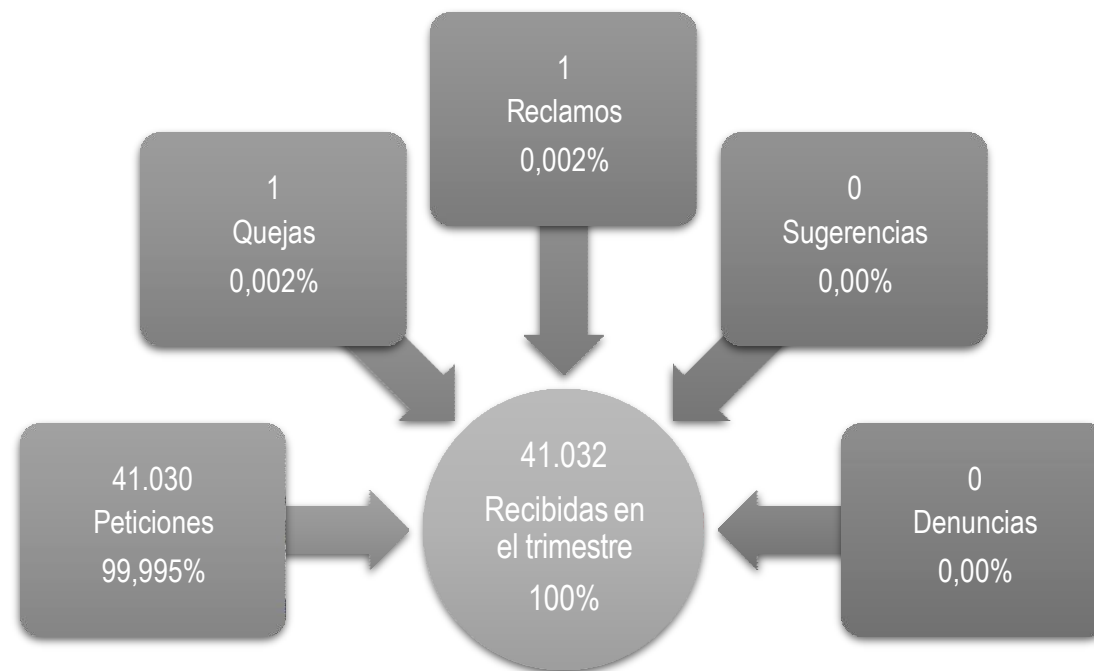 1
Reclamos
0,002%
1
Quejas
0,002%
0
Sugerencias
0,00%
41.030
Peticiones
99,995%
41.032
Recibidas en
el trimestre
100%
0
Denuncias
0,00%